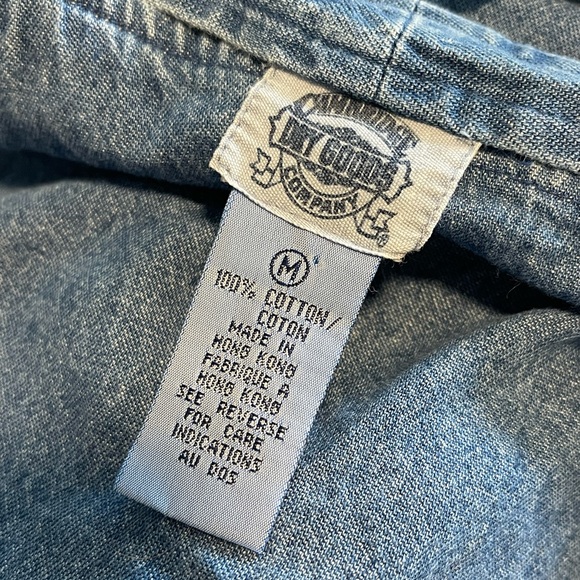 CAMBRIDGE
DRY GOODS
COMPANY
®
M
100% COTTON/
COTON
MADE IN
HONG KONG
FABRIQUE A
HONG KONG
SEE REVERSE
FOR CARE
INDICATIONS
AU DOS